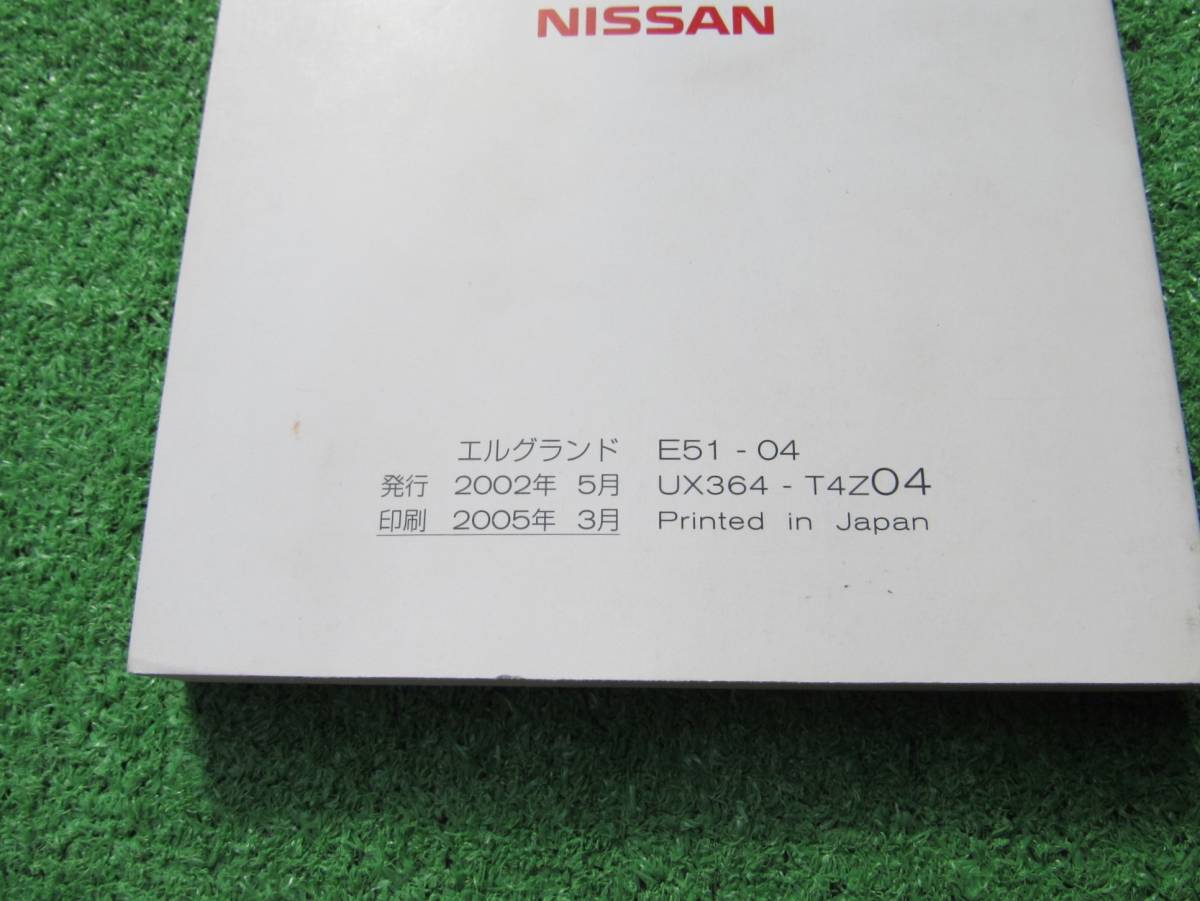 NISSAN
エルグランド E51 - 04
発行 2002年 5月 UX364 - T4Z04
印刷 2005年 3月 Printed in Japan